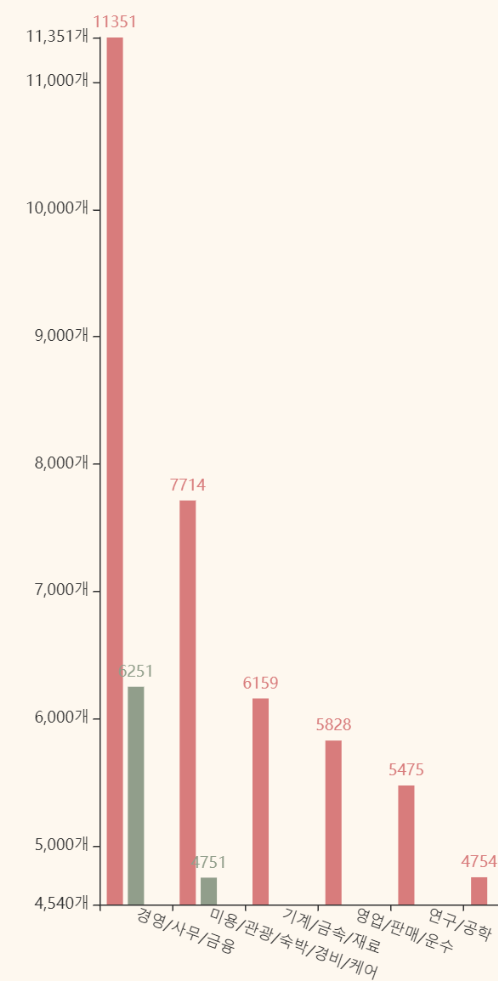 11351
11,351개
11,000개
10,000개
9,000개
8,000개
7714
7,000개
6251
6159
6,000개
5828
5475
5,000개
4751
4754
4,540개
경영/사무/금융
미용/관광/숙박/경비/케어
기계/금속/재료
영업/판매/운수
연구/공학